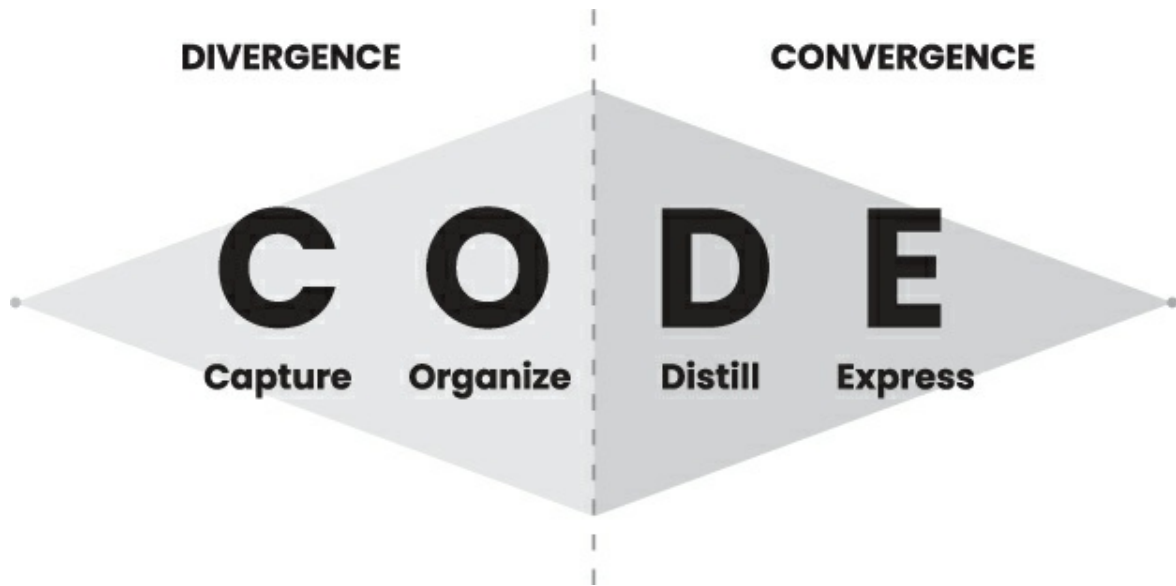 DIVERGENCE CONVERGENCE
C O D E
Capture Organize Distill Express